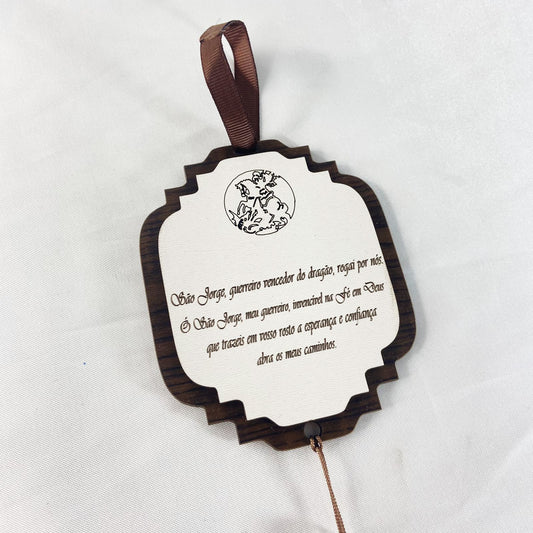 São Jorge, guerreiro vencedor do dragão, rogai por nós.
Ó São Jorge, meu guerreiro, invencível na Fé em Deus
que trazeis em vosso rosto a esperança e confiança
abra os meus caminhos.